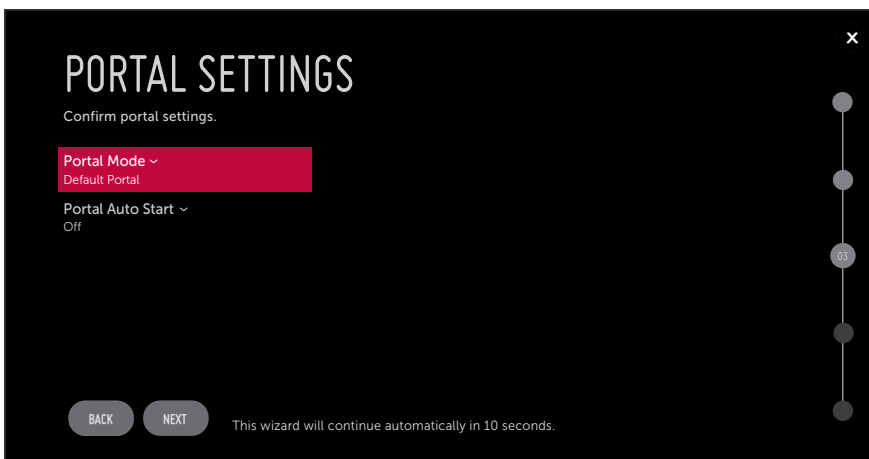 X
PORTAL SETTINGS
Confirm portal settings.
Portal Mode
Default Portal
Portal Auto Start
Off
03
BACK NEXT This wizard will continue automatically in 10 seconds.